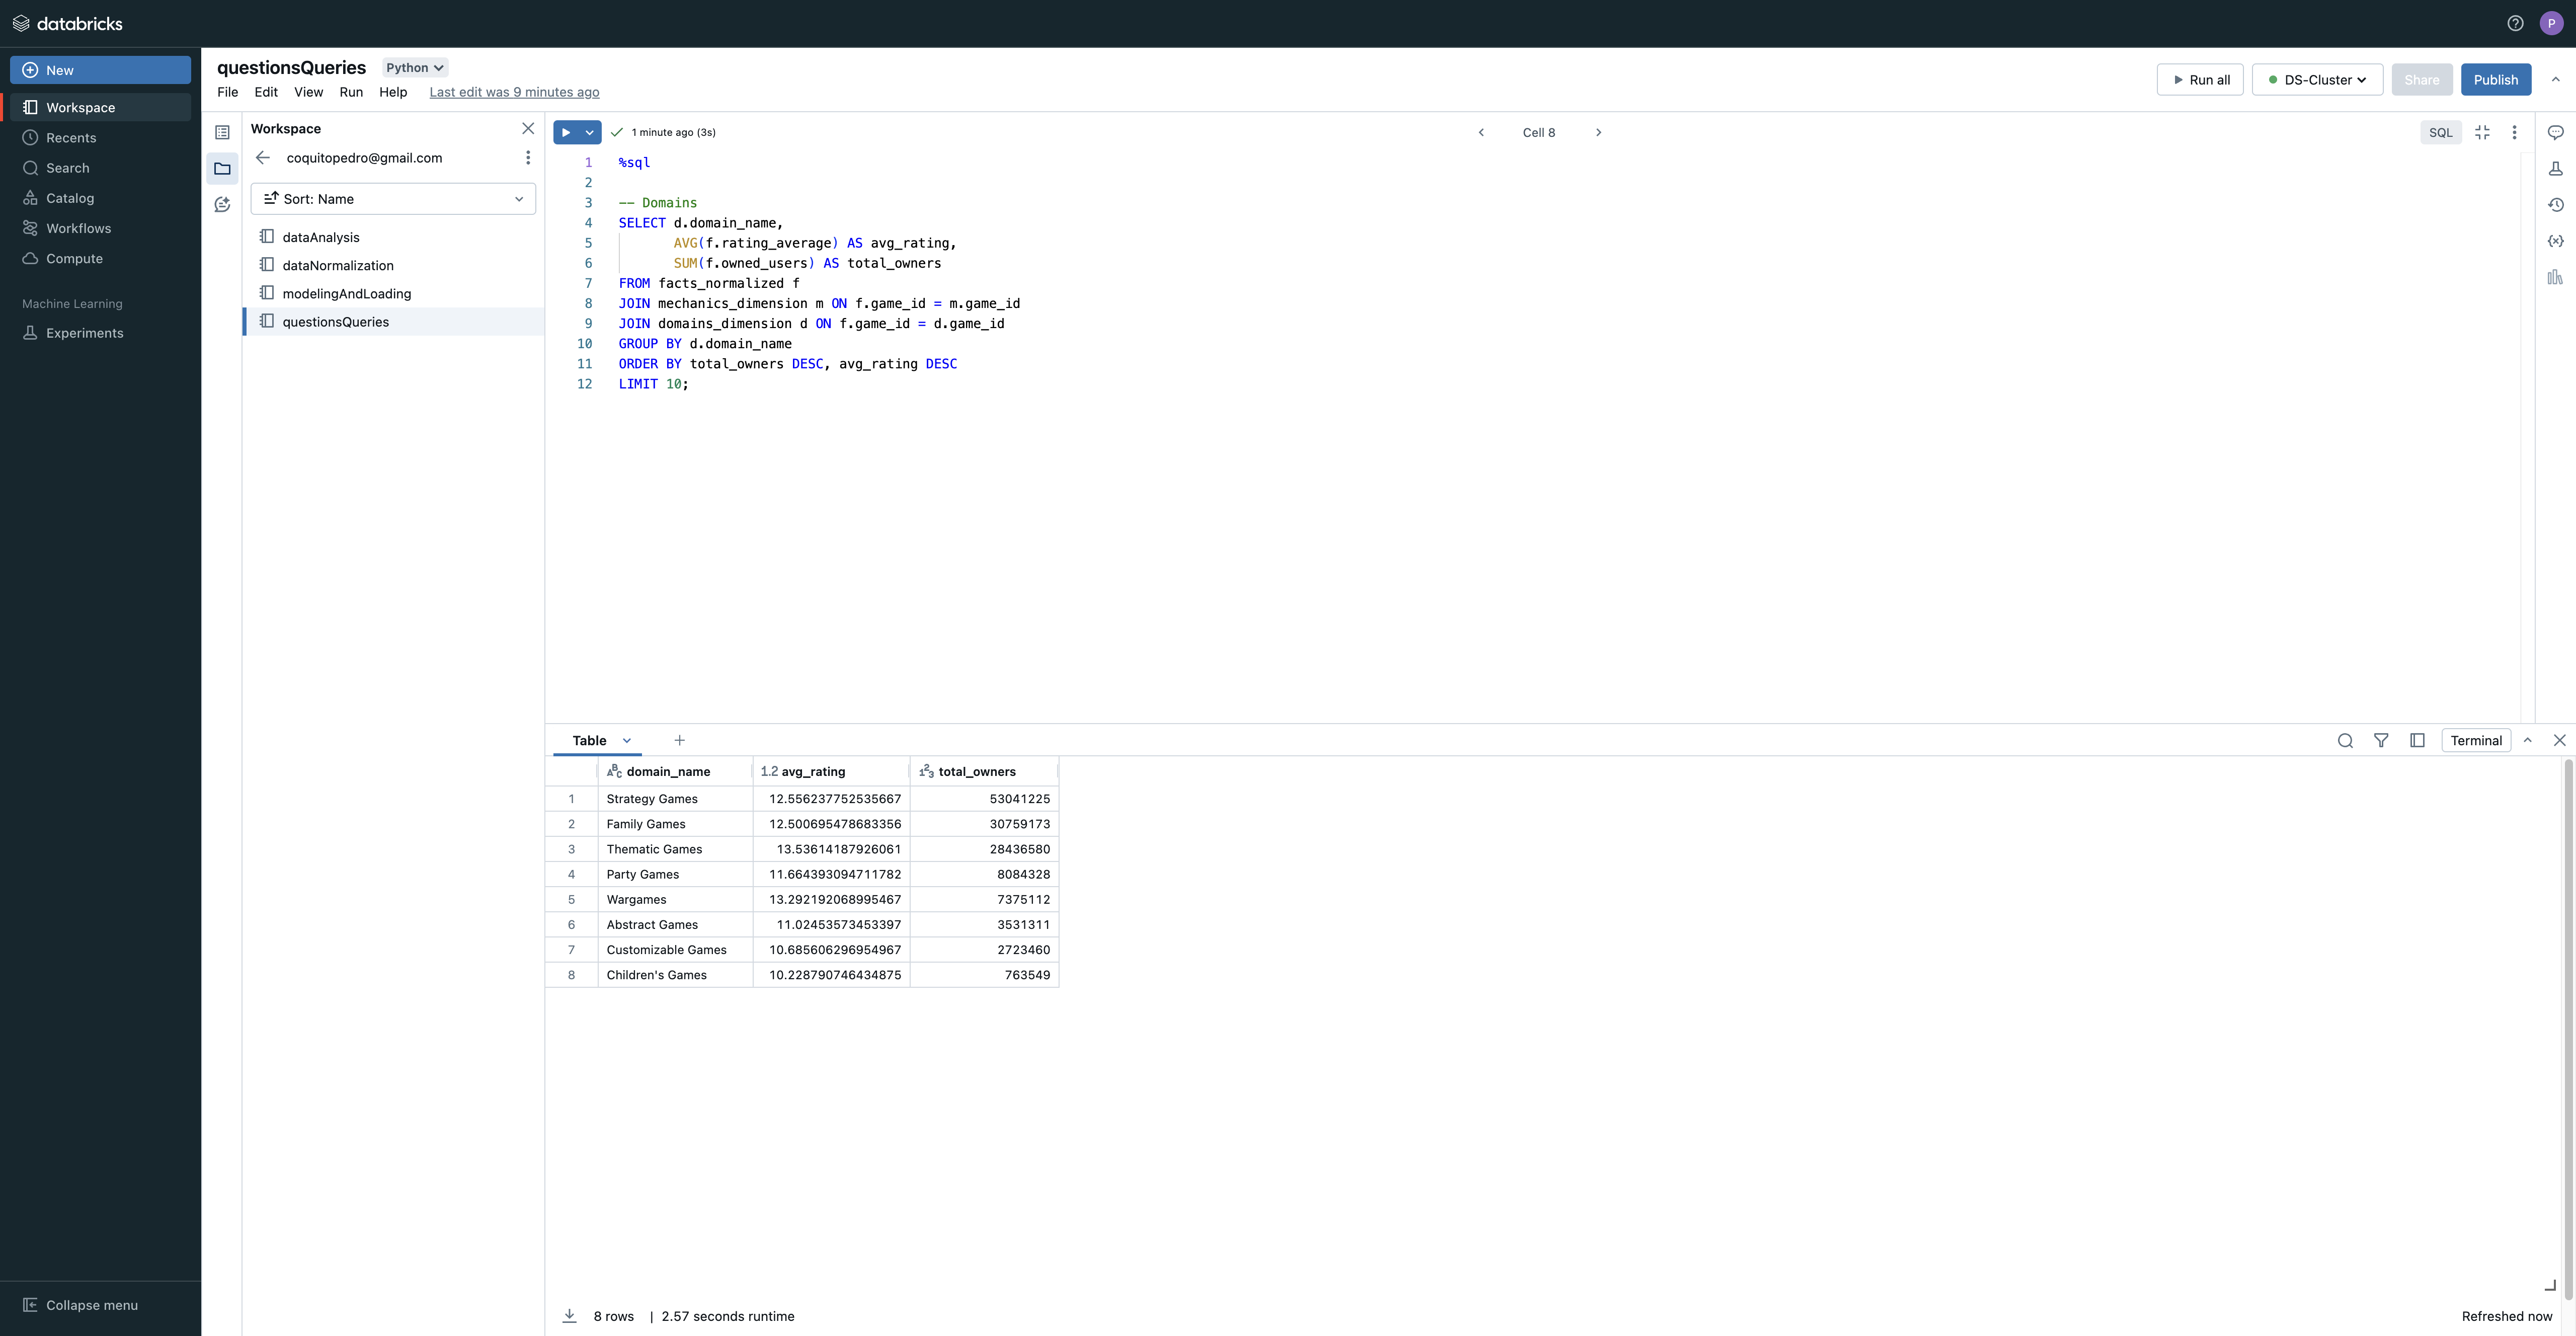 databricks
P
New
Workspace
Recents
Search
Catalog
Workflows
Compute
Machine Learning
Experiments
Collapse menu
questionsQueries Python
File Edit View Run Help Last edit was 9 minutes ago
Run all DS-Cluster Share Publish
Workspace
coquitopedro@gmail.com
Sort: Name
dataAnalysis
dataNormalization
modelingAndLoading
questionsQueries
1 minute ago (3s) Cell 8 SQL
1 %sql
2
3 -- Domains
4 SELECT d.domain_name,
5 AVG(f.rating_average) AS avg_rating,
6 SUM(f.owned_users) AS total_owners
7 FROM facts_normalized f
8 JOIN mechanics_dimension m ON f.game_id = m.game_id
9 JOIN domains_dimension d ON f.game_id = d.game_id
10 GROUP BY d.domain_name
11 ORDER BY total_owners DESC, avg_rating DESC
12 LIMIT 10;
Table + Terminal
ABC domain_name 1.2 avg_rating 123 total_owners
1 Strategy Games 12.556237752535667 53041225
2 Family Games 12.500695478683356 30759173
3 Thematic Games 13.53614187926061 28436580
4 Party Games 11.664393094711782 8084328
5 Wargames 13.292192068995467 7375112
6 Abstract Games 11.02453573453397 3531311
7 Customizable Games 10.685606296954967 2723460
8 Children's Games 10.228790746434875 763549
8 rows | 2.57 seconds runtime Refreshed now